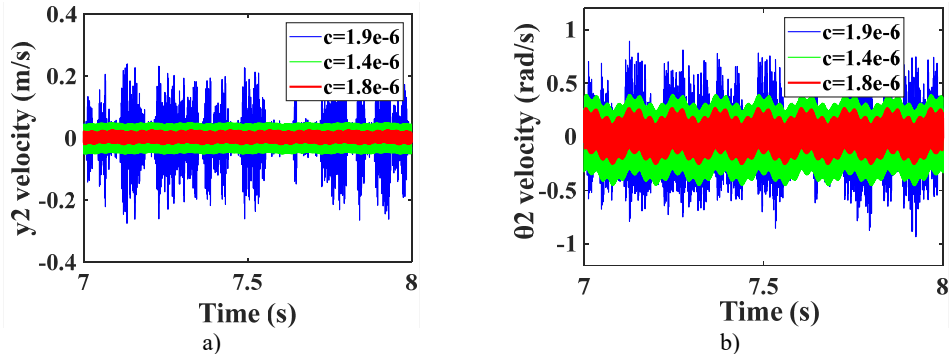 y2 velocity (m/s)
0.4
0.2
0
-0.2
-0.4
c=1.9e-6
c=1.4e-6
c=1.8e-6
7
7.5
8
Time (s)
a)
θ2 velocity (rad/s)
1
0.5
0
-0.5
-1
c=1.9e-6
c=1.4e-6
c=1.8e-6
7
7.5
8
Time (s)
b)